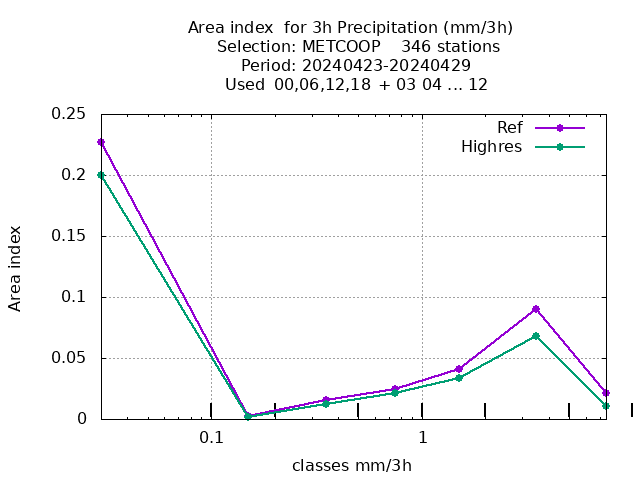 Area index  for 3h Precipitation (mm/3h)
Selection: METCOOP    346 stations
Period: 20240423-20240429
Used  00,06,12,18 + 03 04 ... 12
Ref
Highres
0.25
0.2
0.15
0.1
0.05
0
Area index
0.1
1
classes mm/3h